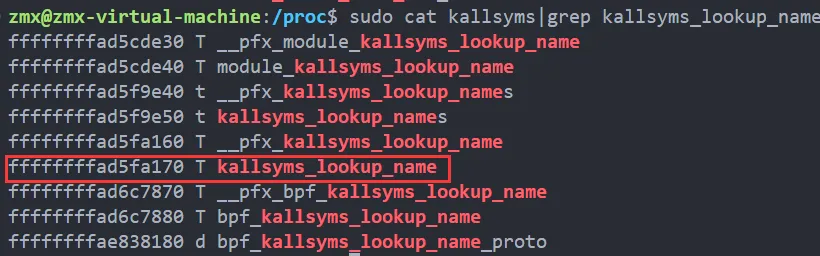 zmx@zmx-virtual-machine:/proc$ sudo cat kallsyms|grep kallsyms_lookup_name
ffffffffad5cde30 T __pfx_module_kallsyms_lookup_name
ffffffffad5cde40 T module_kallsyms_lookup_name
ffffffffad5f9e40 t __pfx_kallsyms_lookup_names
ffffffffad5f9e50 t kallsyms_lookup_names
ffffffffad5fa160 T __pfx_kallsyms_lookup_name
ffffffffad5fa170 T kallsyms_lookup_name
ffffffffad6c7870 T __pfx_bpf_kallsyms_lookup_name
ffffffffad6c7880 T bpf_kallsyms_lookup_name
ffffffffae838180 d bpf_kallsyms_lookup_name_proto